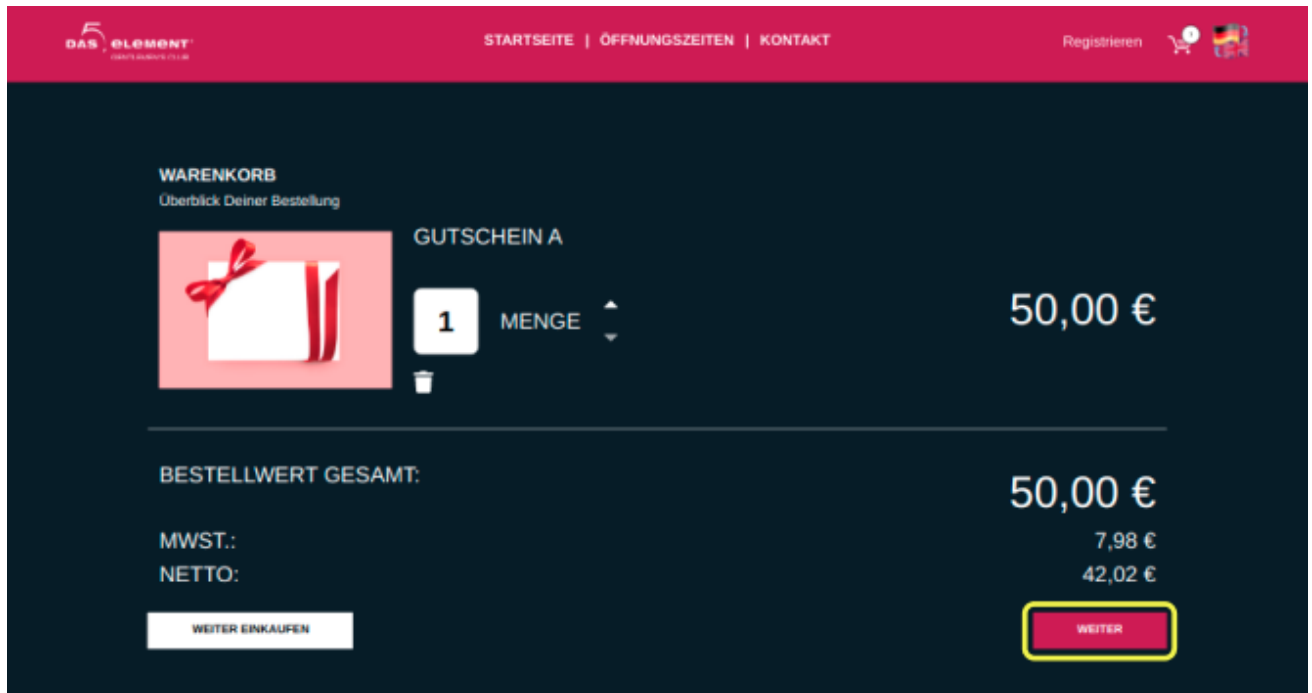 DAS 5 ELEMENT
STARTSEITE | ÖFFNUNGSZEITEN | KONTAKT
Registrieren
WARENKORB
Überblick Deiner Bestellung
GUTSCHEIN A
1 MENGE
50,00 €
BESTELLWERT GESAMT:
50,00 €
MWST.:
7,98 €
NETTO:
42,02 €
WEITER EINKAUFEN
WEITER